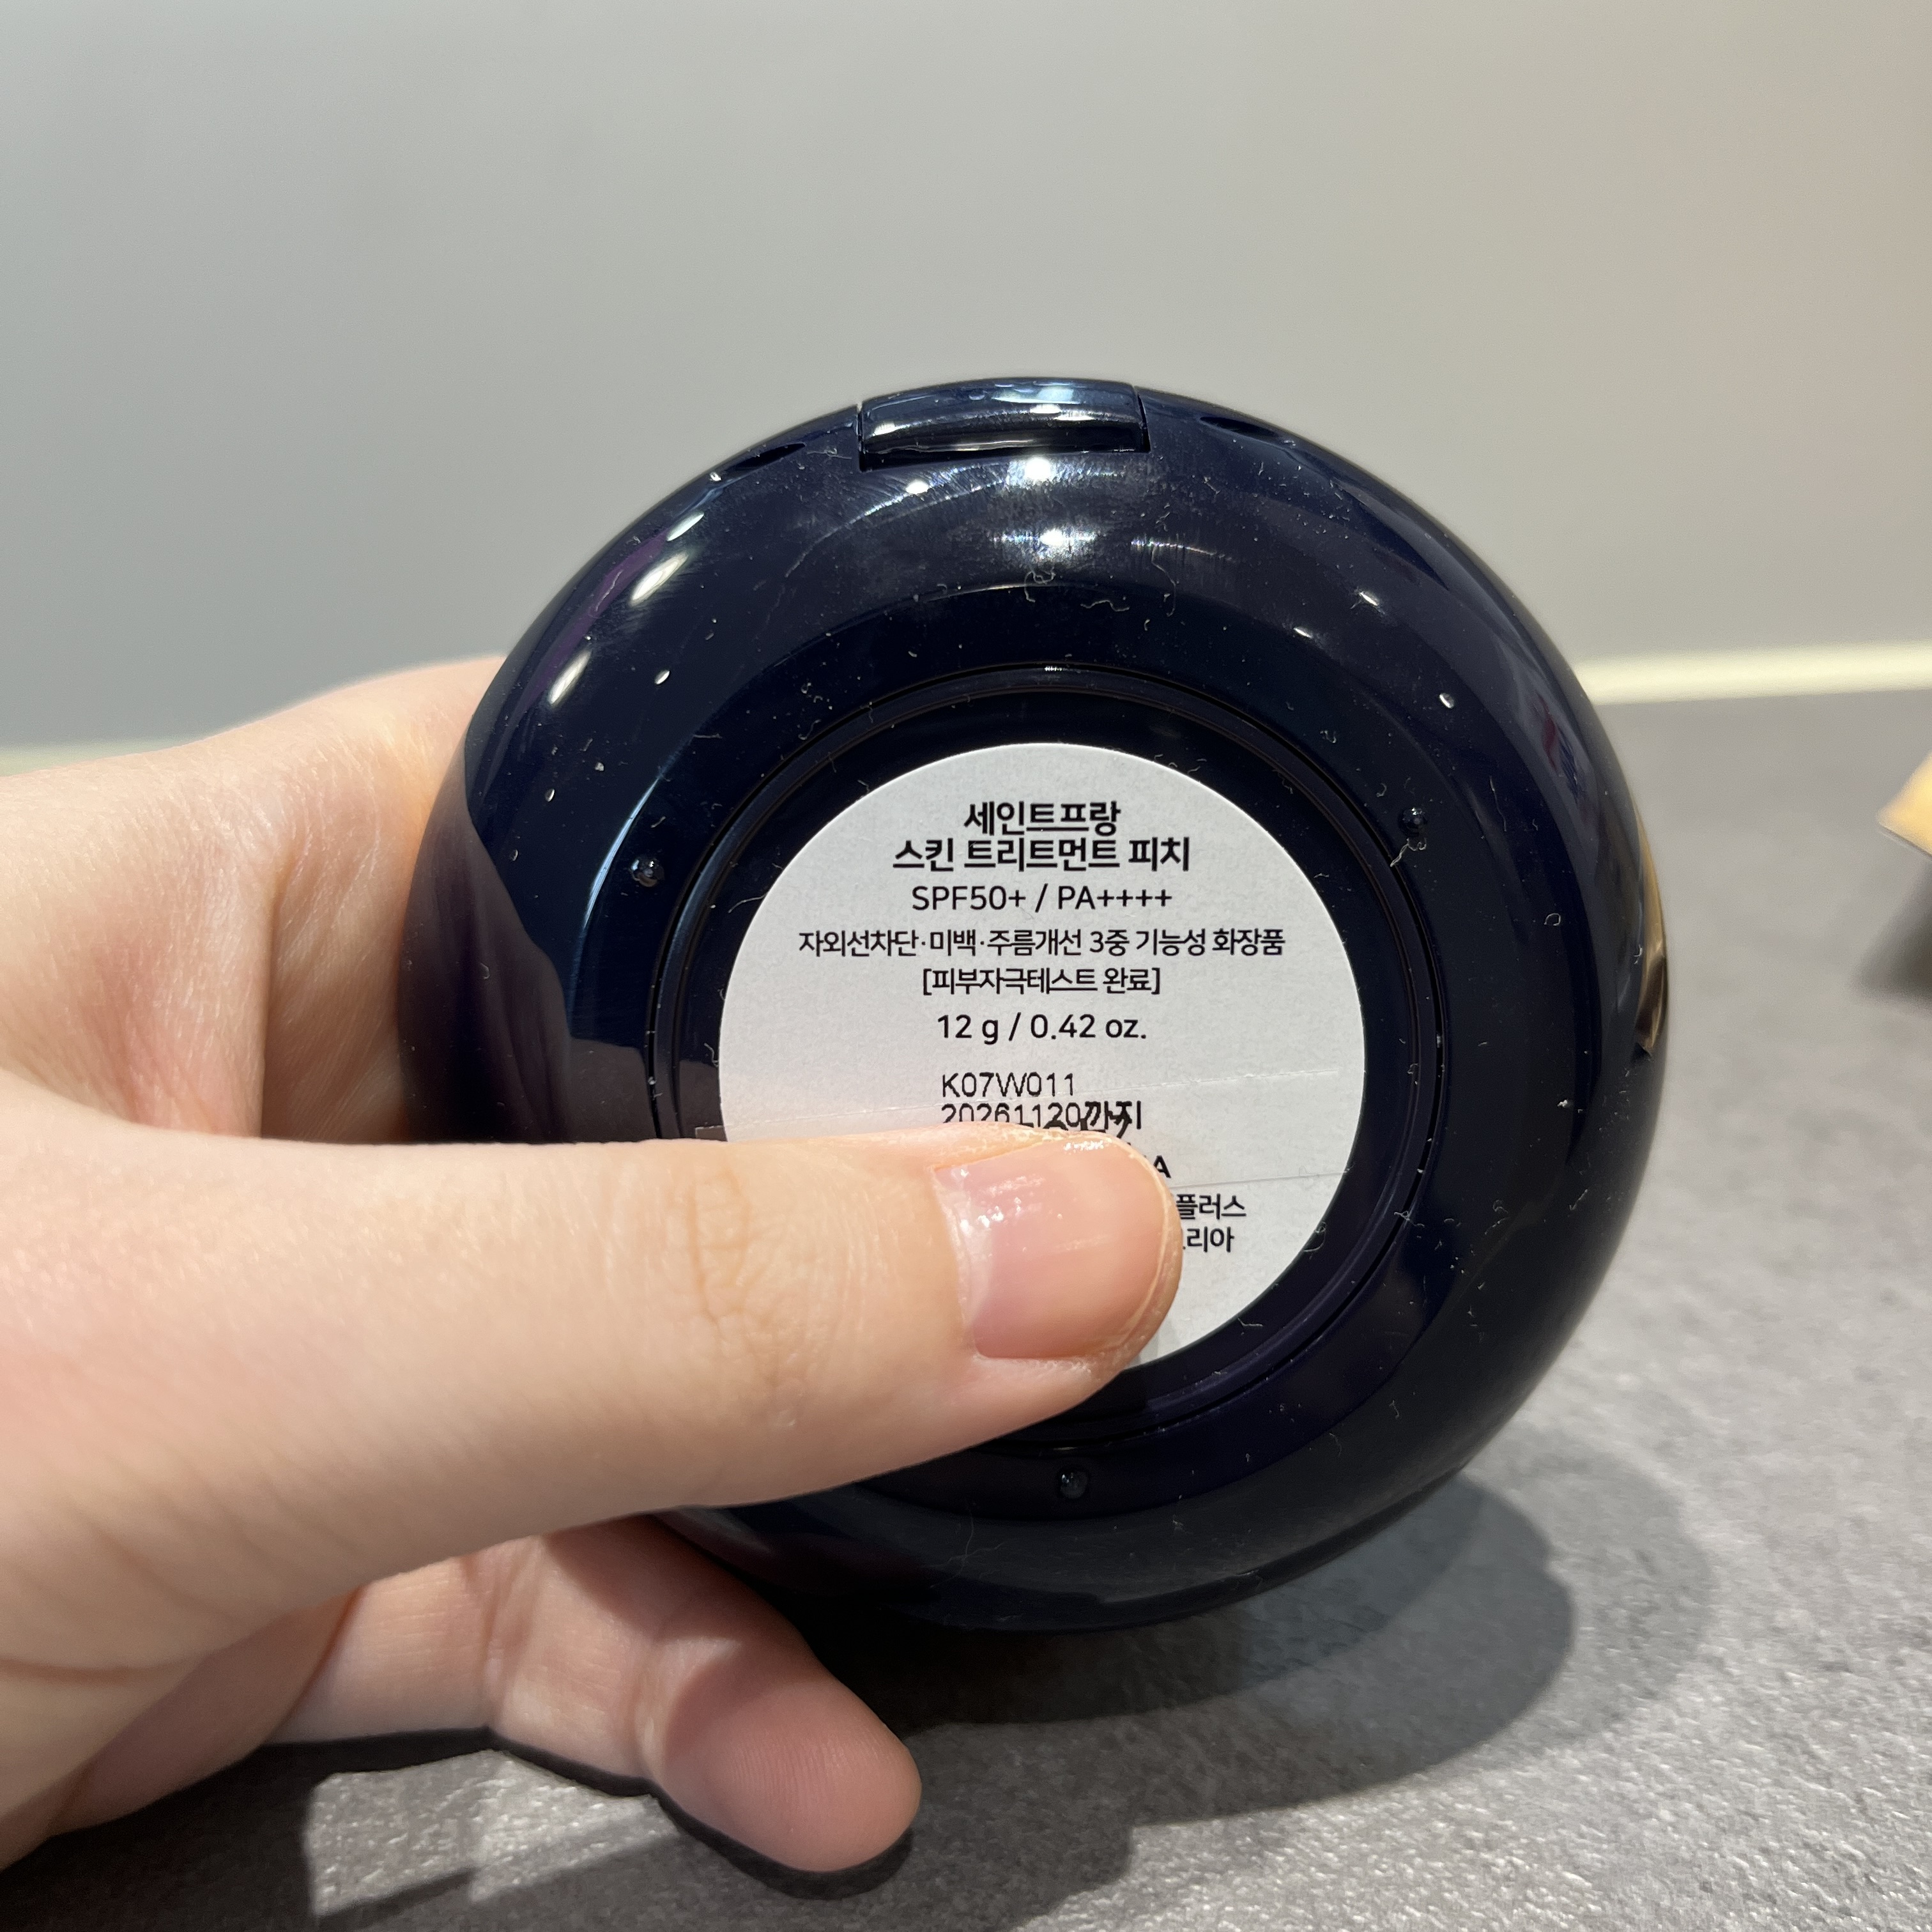 세인트프랑
스킨 트리트먼트 피치
SPF50+ / PA++++
자외선차단·미백·주름개선 3중 기능성 화장품
[피부자극테스트 완료]
12 g / 0.42 oz.
K07W011
20261120까지